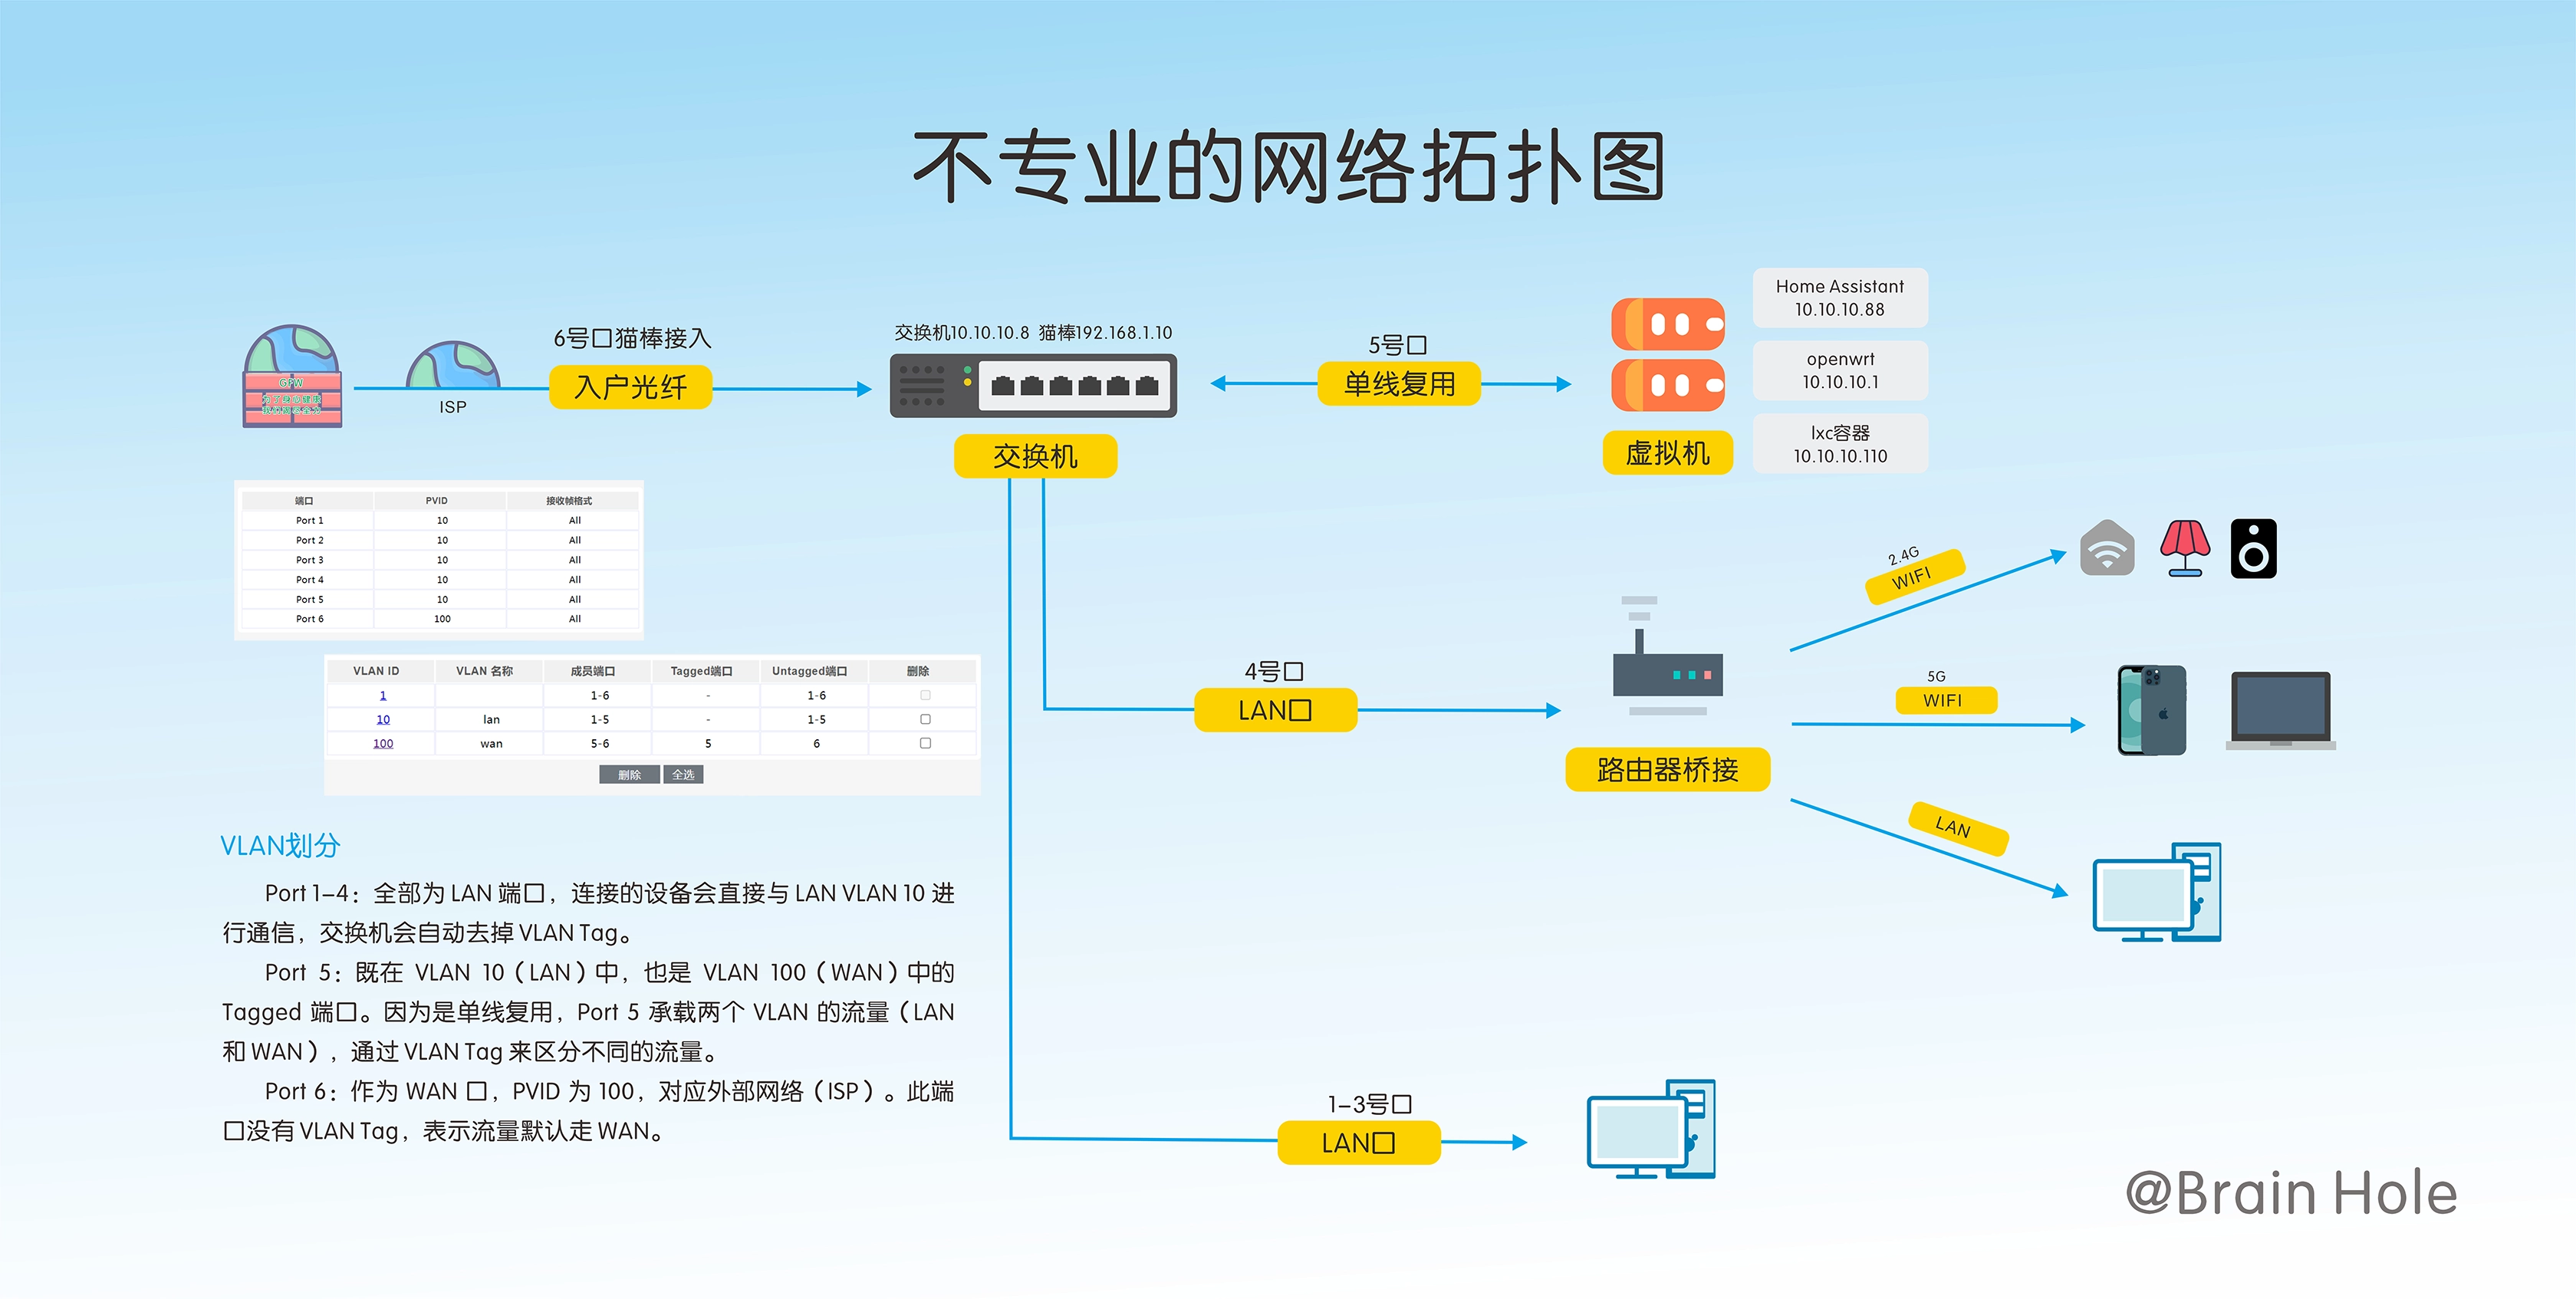 不专业的网络拓扑图
GFW
为了身心健康
我们竭尽全力
ISP
6号口猫棒接入
入户光纤
交换机10.10.10.8 猫棒192.168.1.10
交换机
5号口
单线复用
虚拟机
Home Assistant
10.10.10.88
openwrt
10.10.10.1
lxc容器
10.10.10.110
端口 PVID 接收帧格式
Port 1 10 All
Port 2 10 All
Port 3 10 All
Port 4 10 All
Port 5 10 All
Port 6 100 All
VLAN ID VLAN 名称 成员端口 Tagged端口 Untagged端口 删除
1 1-6 - 1-6
10 lan 1-5 - 1-5
100 wan 5-6 5 6
删除 全选
4号口
LAN口
路由器桥接
2.4G
WIFI
5G
WIFI
LAN
VLAN划分
Port 1-4：全部为 LAN 端口，连接的设备会直接与 LAN VLAN 10 进
行通信，交换机会自动去掉 VLAN Tag。
Port 5：既在 VLAN 10（LAN）中，也是 VLAN 100（WAN）中的
Tagged 端口。因为是单线复用，Port 5 承载两个 VLAN 的流量（LAN
和 WAN），通过 VLAN Tag 来区分不同的流量。
Port 6：作为 WAN 口，PVID 为 100，对应外部网络（ISP）。此端
口没有 VLAN Tag，表示流量默认走 WAN。
1-3号口
LAN口
@Brain Hole